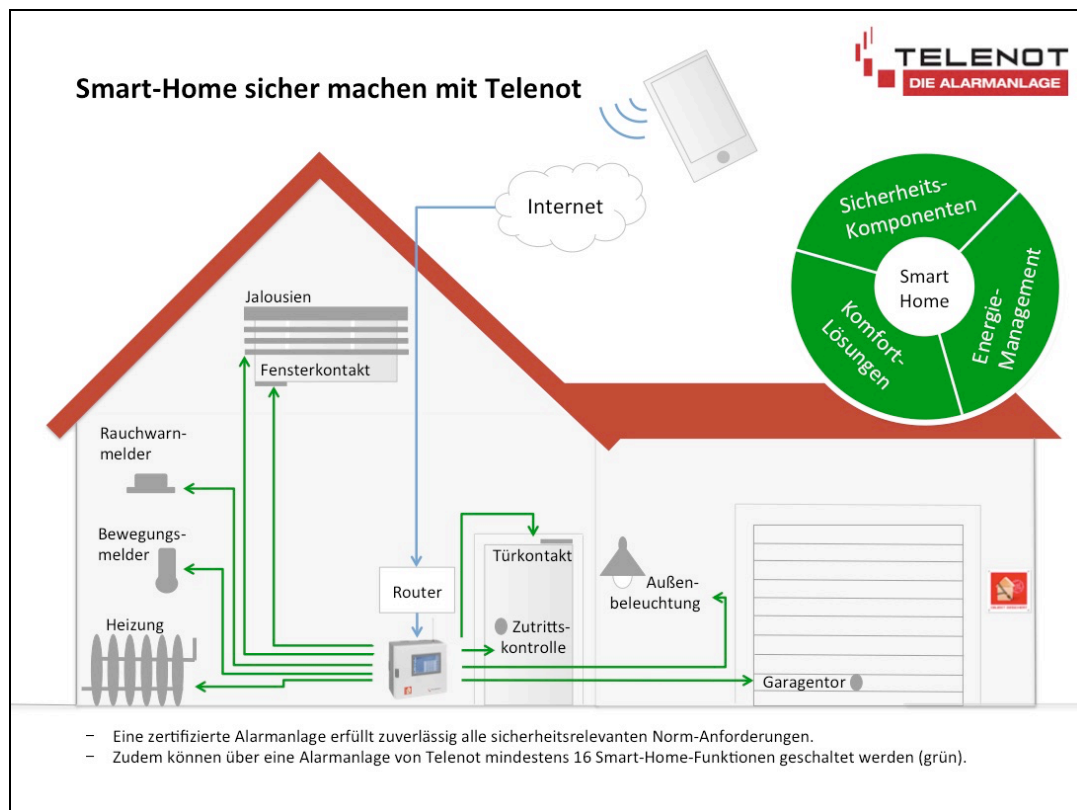 TELENOT
DIE ALARMANLAGE
Smart-Home sicher machen mit Telenot
Internet
Sicherheits-
Komponenten
Energie-
Management
Komfort-
Lösungen
Smart
Home
Jalousien
Fensterkontakt
Rauchwarn-
melder
Bewegungs-
melder
Heizung
Router
Türkontakt
Zutritts-
kontrolle
Außen-
beleuchtung
Garagentor
– Eine zertifizierte Alarmanlage erfüllt zuverlässig alle sicherheitsrelevanten Norm-Anforderungen.
– Zudem können über eine Alarmanlage von Telenot mindestens 16 Smart-Home-Funktionen geschaltet werden (grün).